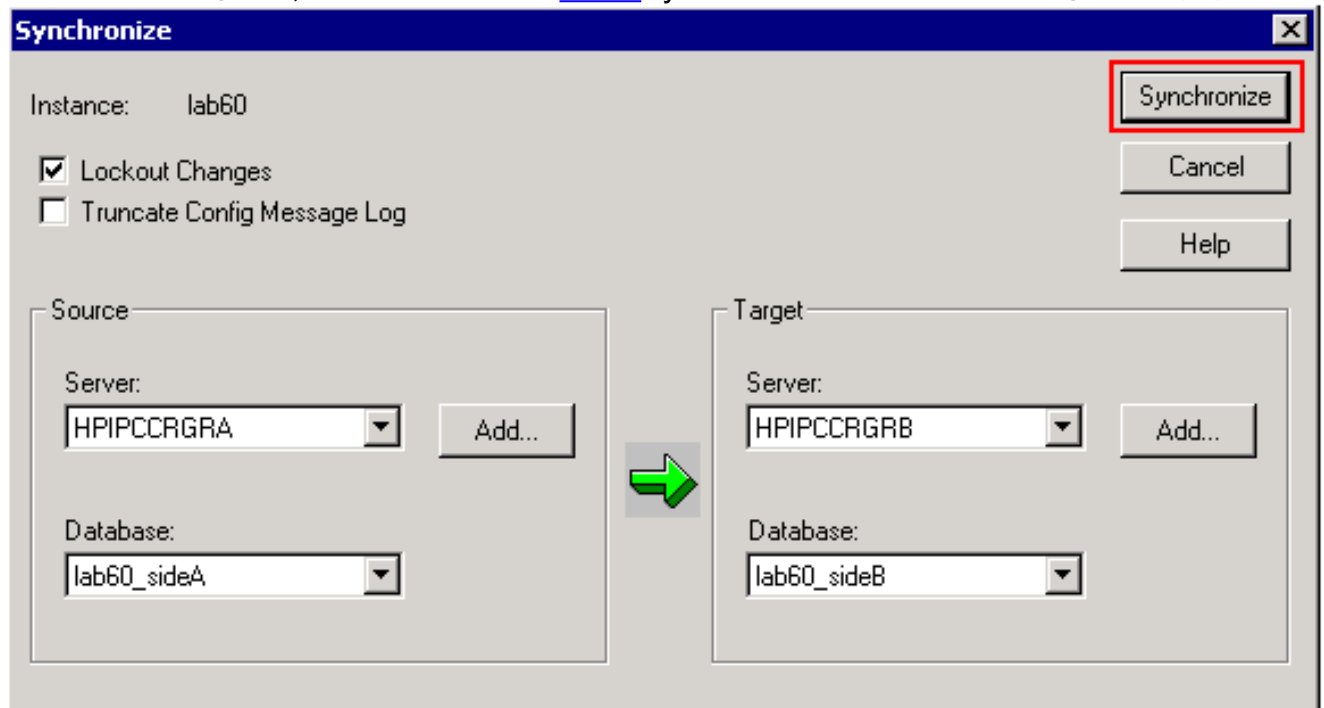 Synchronize
Instance: lab60
Synchronize
Lockout Changes
Cancel
Truncate Config Message Log
Help
Source
Target
Server:
Server:
HPIPCCRGRA
Add...
HPIPCCRGRB
Add...
Database:
Database:
lab60_sideA
lab60_sideB